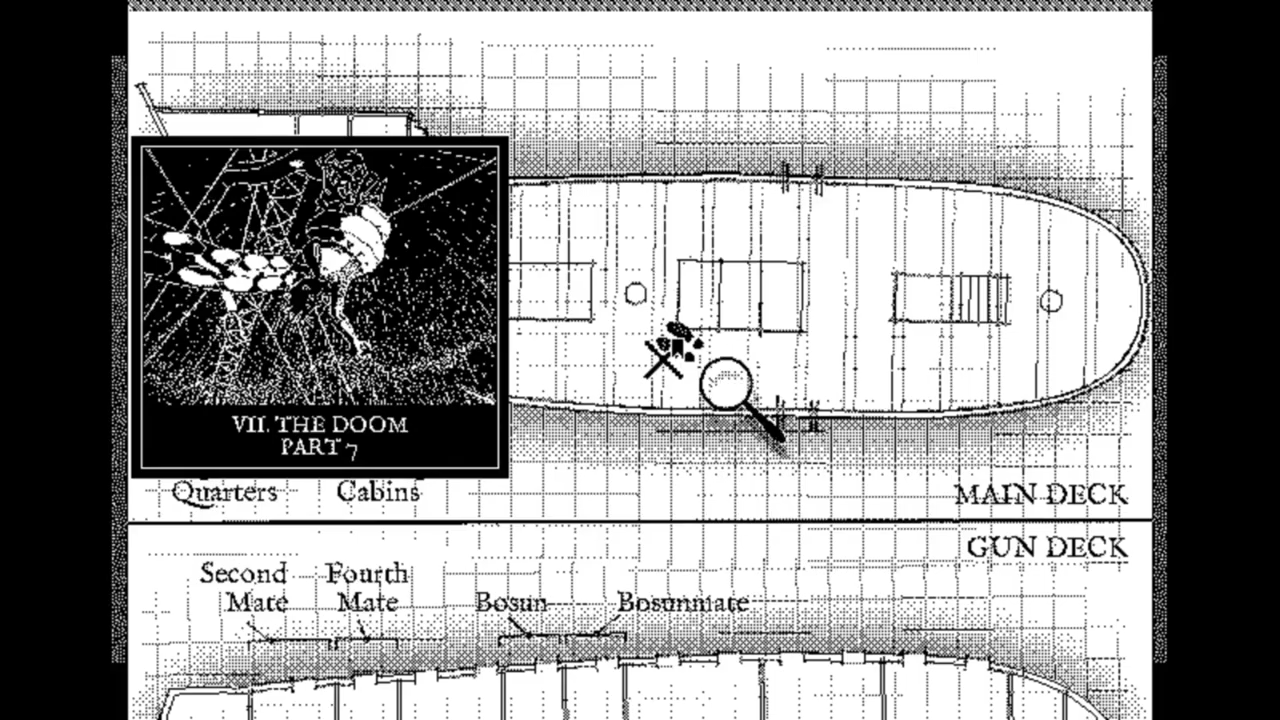 VII. THE DOOM
PART 7
Quarters Cabins
MAIN DECK
GUN DECK
Second Fourth
Mate Mate
Bosun Bosunmate